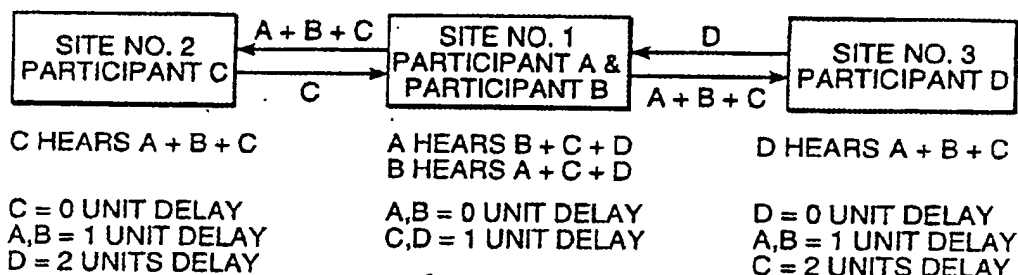 A + B + C
SITE NO. 2
PARTICIPANT C
C
SITE NO. 1
PARTICIPANT A &
PARTICIPANT B
D
A + B + C
SITE NO. 3
PARTICIPANT D
C HEARS A + B + C
A HEARS B + C + D
B HEARS A + C + D
D HEARS A + B + C
C = 0 UNIT DELAY
A,B = 1 UNIT DELAY
D = 2 UNITS DELAY
A,B = 0 UNIT DELAY
C,D = 1 UNIT DELAY
D = 0 UNIT DELAY
A,B = 1 UNIT DELAY
C = 2 UNITS DELAY